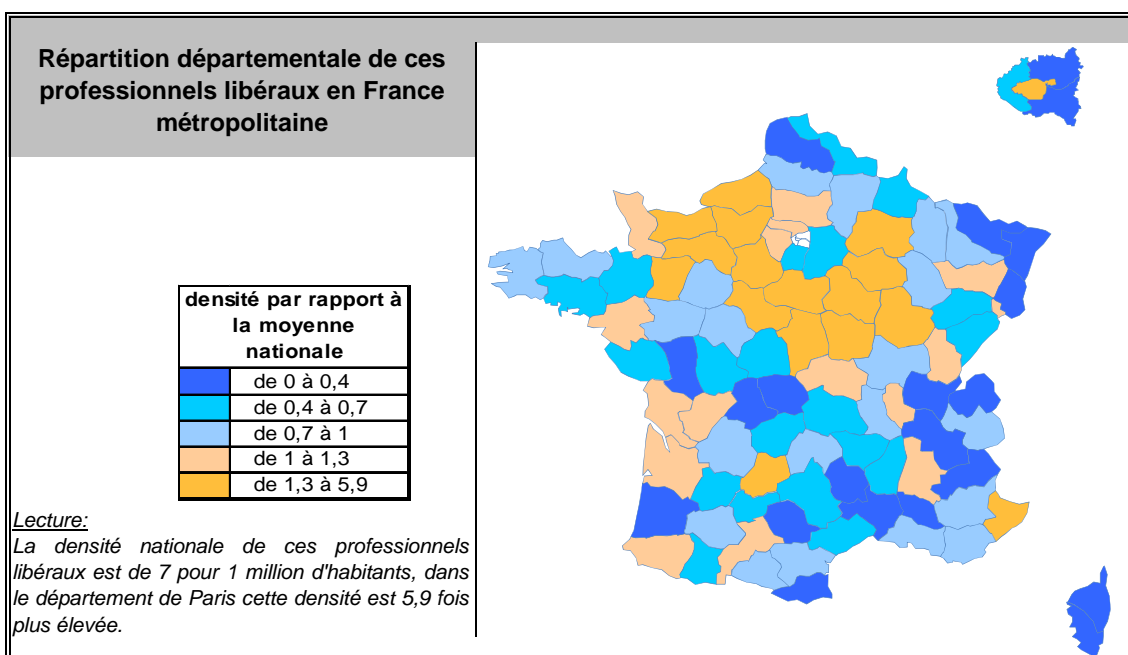 Répartition départementale de ces
professionnels libéraux en France
métropolitaine
densité par rapport à
la moyenne
nationale
de 0 à 0,4
de 0,4 à 0,7
de 0,7 à 1
de 1 à 1,3
de 1,3 à 5,9
Lecture:
La densité nationale de ces professionnels
libéraux est de 7 pour 1 million d'habitants, dans
le département de Paris cette densité est 5,9 fois
plus élevée.